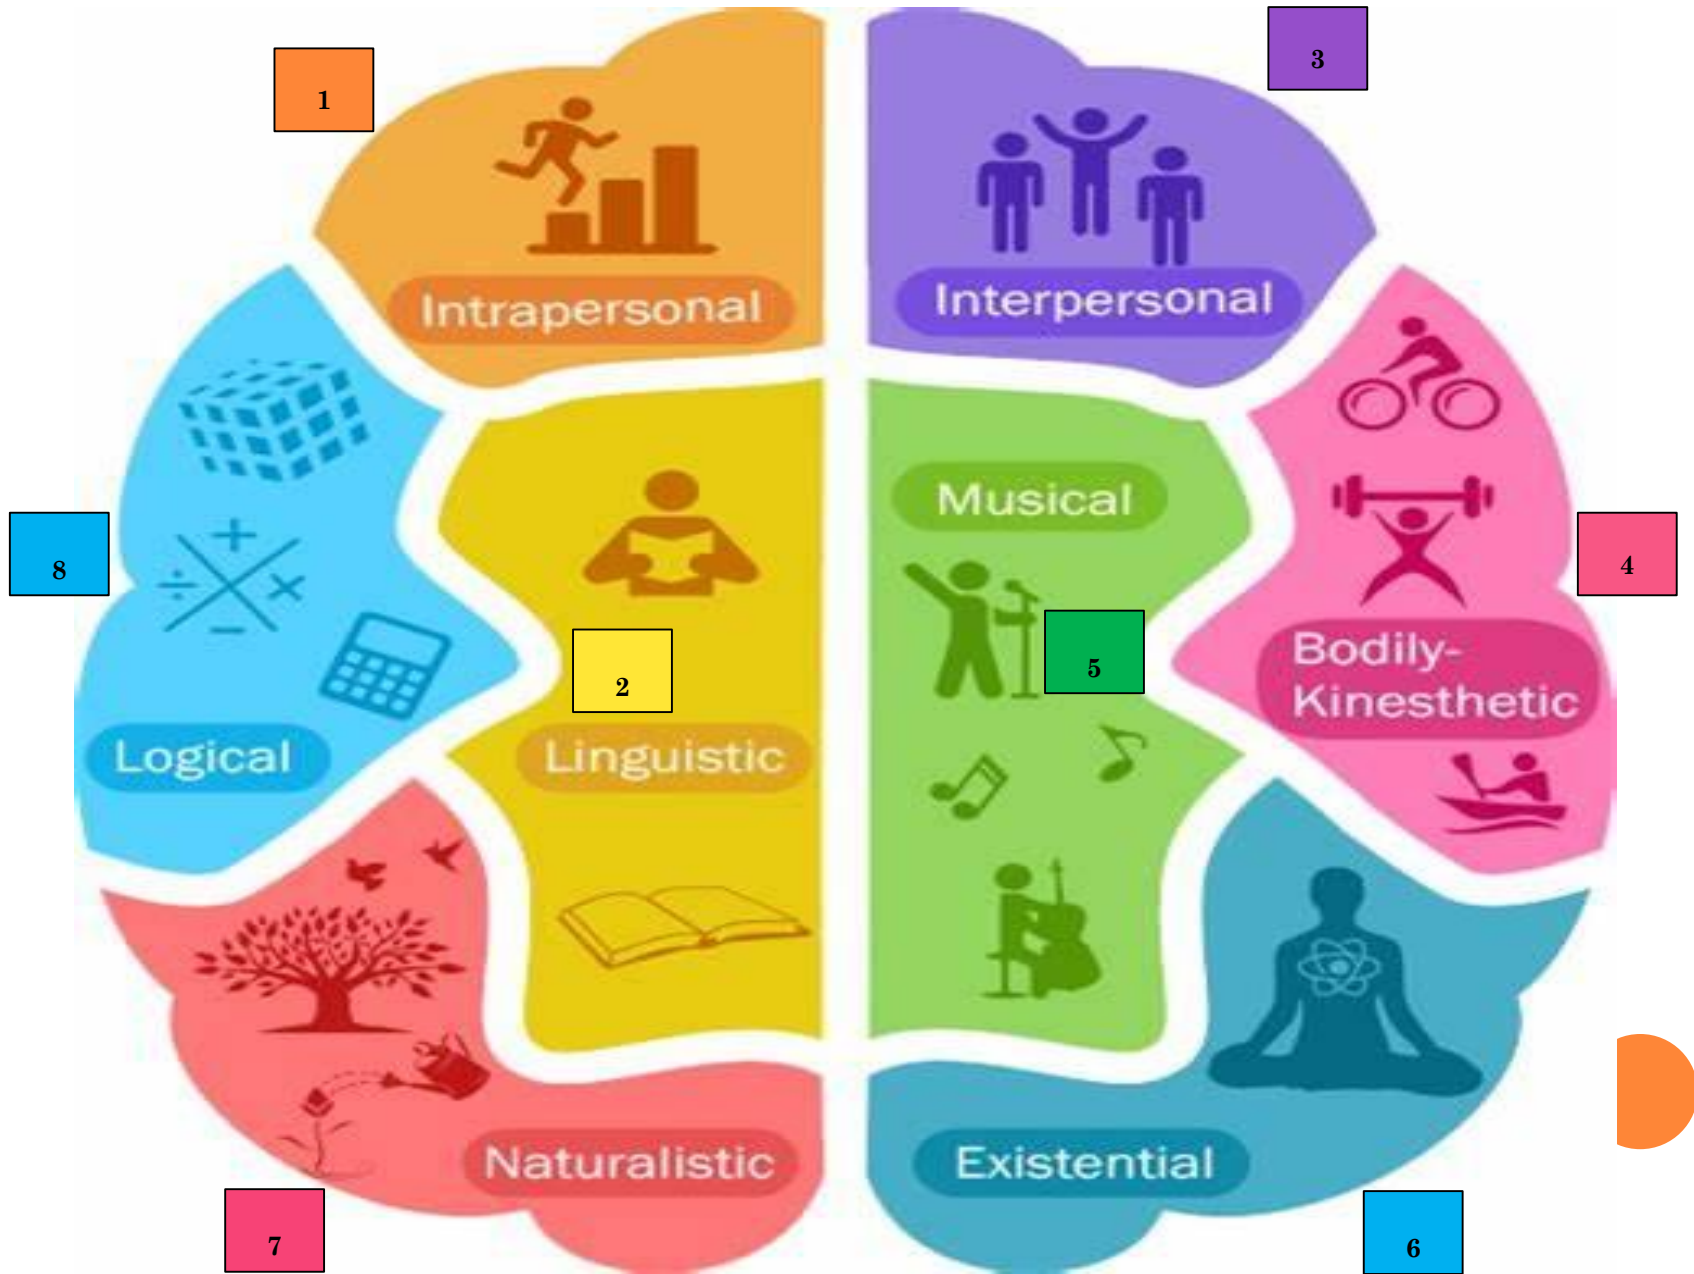 1
3
Intrapersonal
Interpersonal
Musical
8
4
2
5
Bodily-
Kinesthetic
Logical
Linguistic
Naturalistic
Existential
7
6